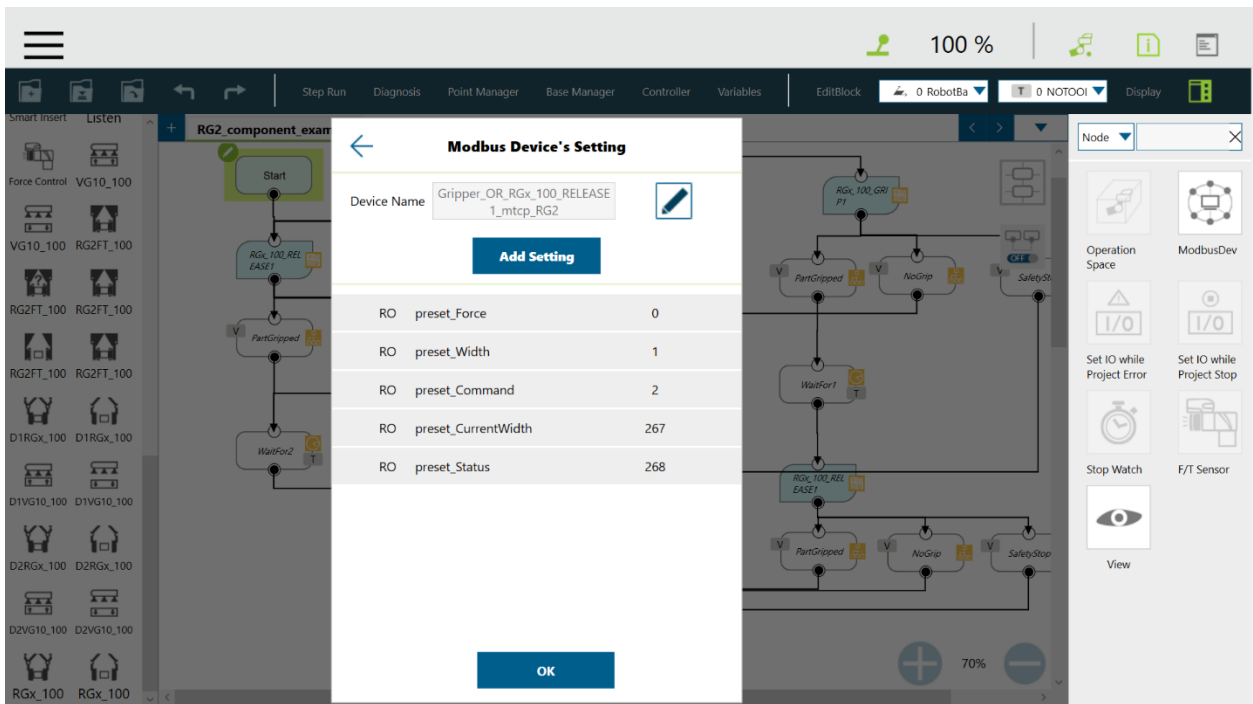 100 %
Step Run
Diagnosis
Point Manager
Base Manager
Controller
Variables
EditBlock
0 RobotBa
T 0 NOTOOl
Display
Smart Insert
Listen
Force Control
VG10_100
VG10_100
RG2FT_100
RG2FT_100
RG2FT_100
RG2FT_100
RG2FT_100
D1RGx_100
D1RGx_100
D1VG10_100
D1VG10_100
D2RGx_100
D2RGx_100
D2VG10_100
D2VG10_100
RGx_100
RGx_100
+
RG2_component_exam
Start
RGx_100_REL
EASE1
V
PartGripped
WaitFor2
T
Modbus Device's Setting
Device Name
Gripper_OR_RGx_100_RELEASE
1_mtcp_RG2
Add Setting
RO preset_Force 0
RO preset_Width 1
RO preset_Command 2
RO preset_CurrentWidth 267
RO preset_Status 268
OK
RGx_100_GRI
P1
OFF
V
PartGripped
V
NoGrip
V
SafetySt
WaitFor1
T
RGx_100_REL
EASE1
V
PartGripped
V
NoGrip
V
SafetyStop
70%
Node
Operation
Space
ModbusDev
I/O
I/O
Set IO while
Project Error
Set IO while
Project Stop
Stop Watch
F/T Sensor
View